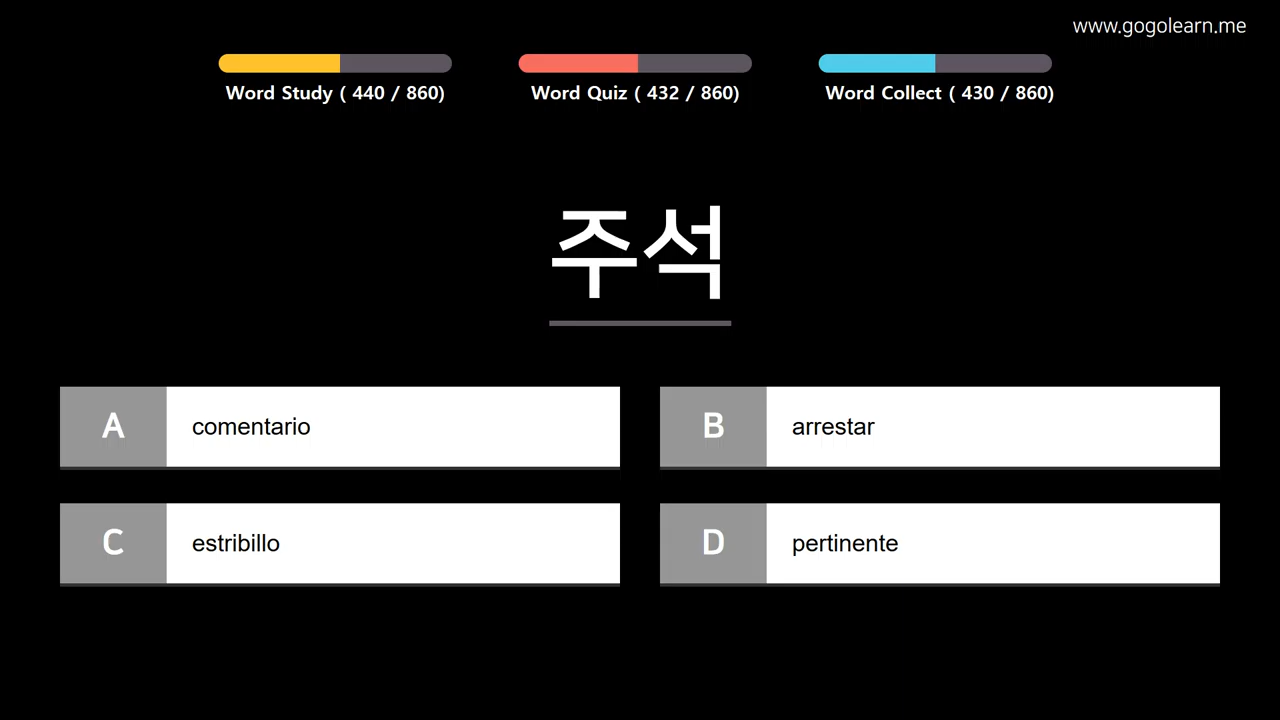 www.gogolearn.me
Word Study ( 440 / 860)
Word Quiz ( 432 / 860)
Word Collect ( 430 / 860)
주석
A comentario
B arrestar
C estribillo
D pertinente